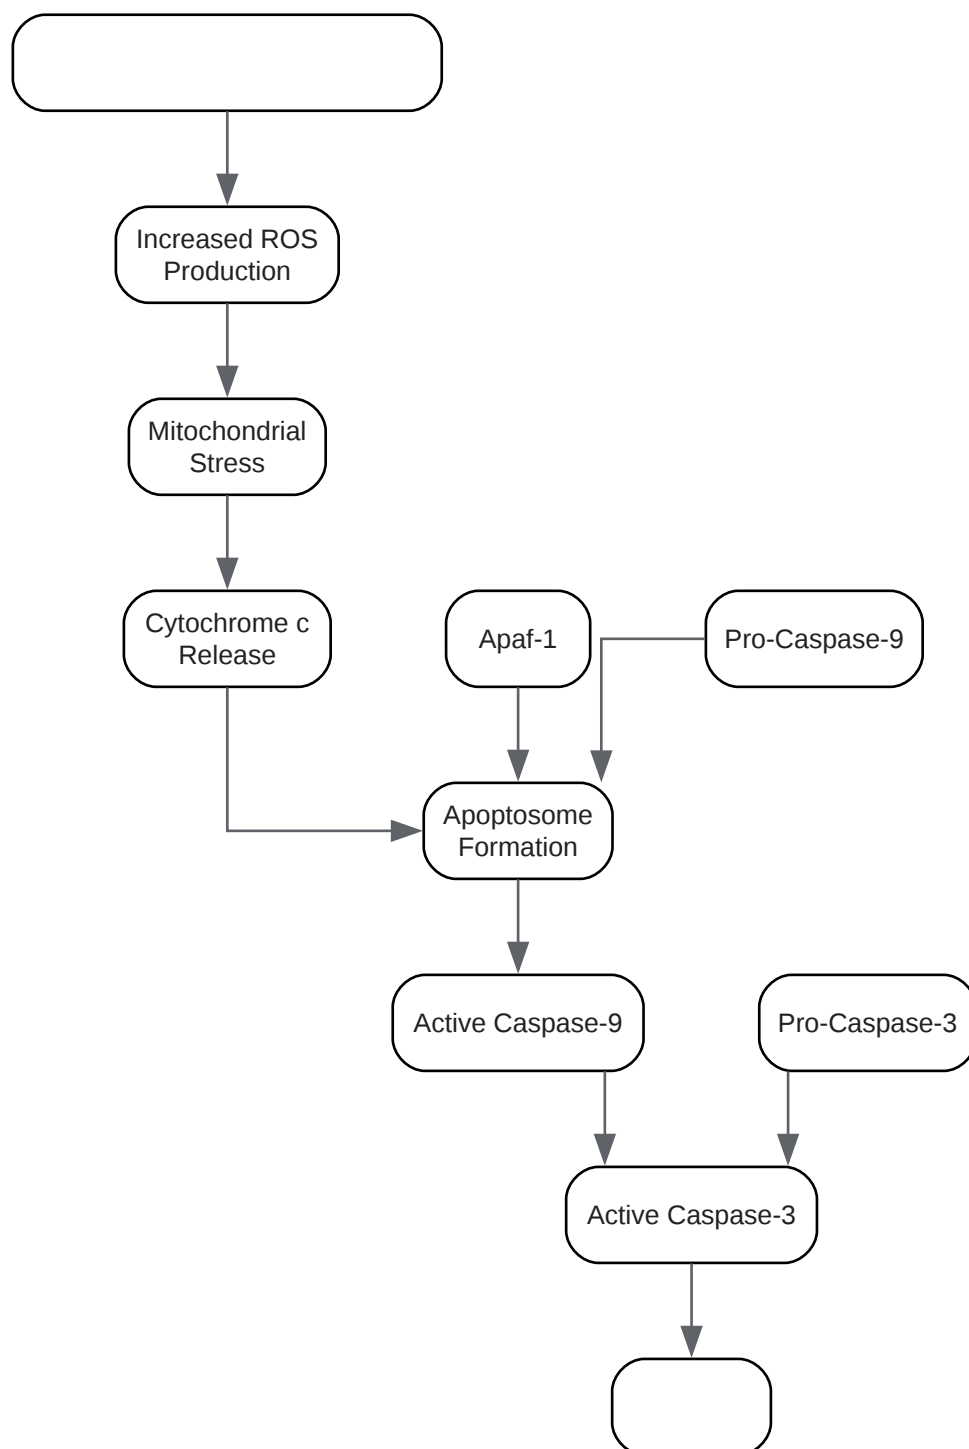 Increased ROS
Production
Mitochondrial
Stress
Cytochrome c
Release
Apaf-1
Pro-Caspase-9
Apoptosome
Formation
Active Caspase-9
Pro-Caspase-3
Active Caspase-3